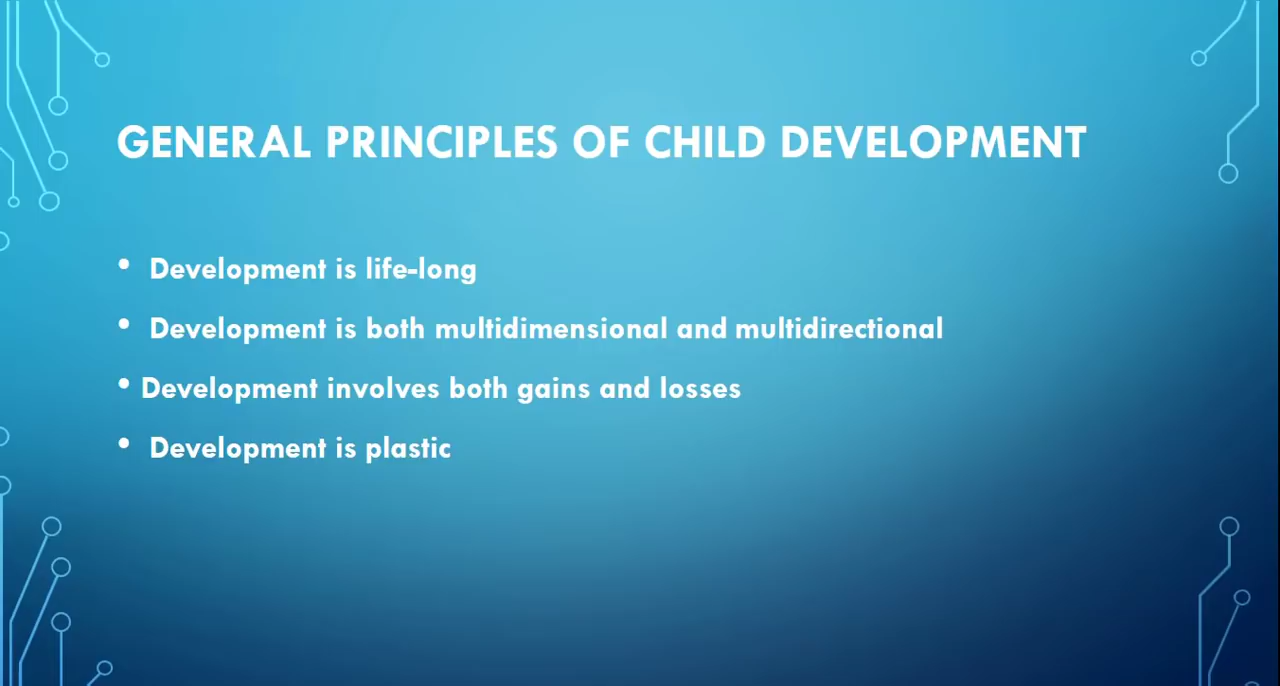 GENERAL PRINCIPLES OF CHILD DEVELOPMENT
• Development is life-long
• Development is both multidimensional and multidirectional
• Development involves both gains and losses
• Development is plastic